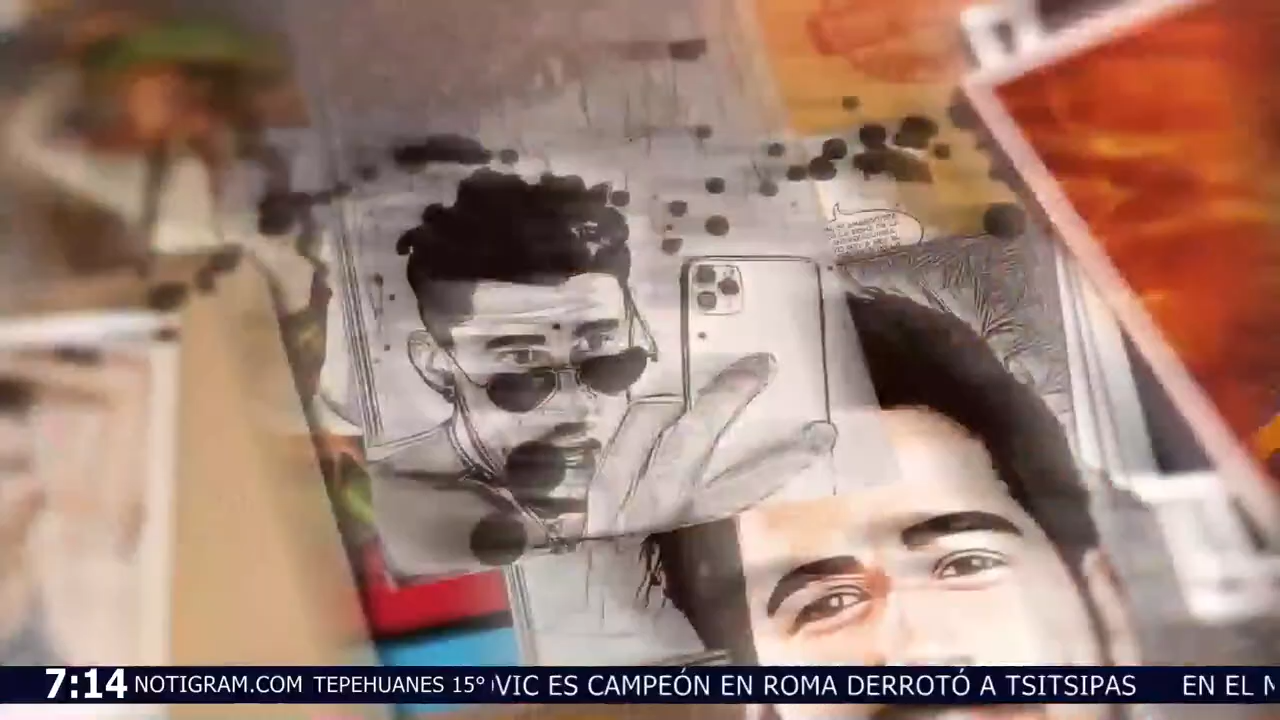 7:14 NOTIGRAM.COM TEPEHUANES 15° VIC ES CAMPEÓN EN ROMA DERROTÓ A TSITSIPAS EN EL